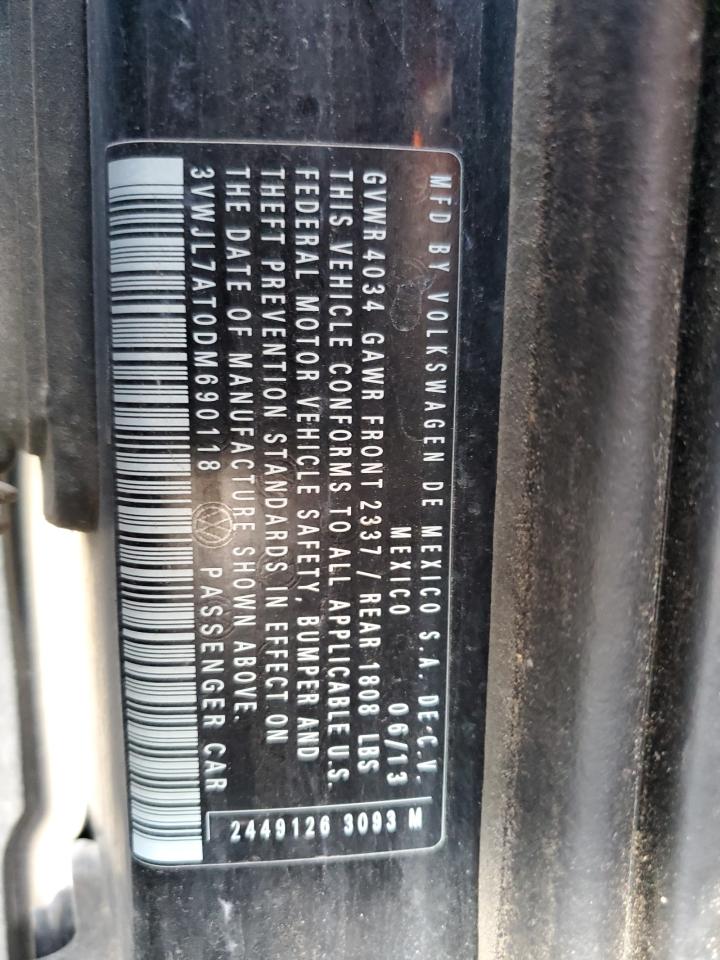 MFD BY VOLKSWAGEN DE MEXICO S.A. DE C.V.
MEXICO 06/13
GVWR 4034 GAWR FRONT 2337 / REAR 1808 LBS
THIS VEHICLE CONFORMS TO ALL APPLICABLE U.S.
FEDERAL MOTOR VEHICLE SAFETY, BUMPER AND
THEFT PREVENTION STANDARDS IN EFFECT ON
THE DATE OF MANUFACTURE SHOWN ABOVE.
3VWJL7AT0DM690118 PASSENGER CAR
2449126 3093 M